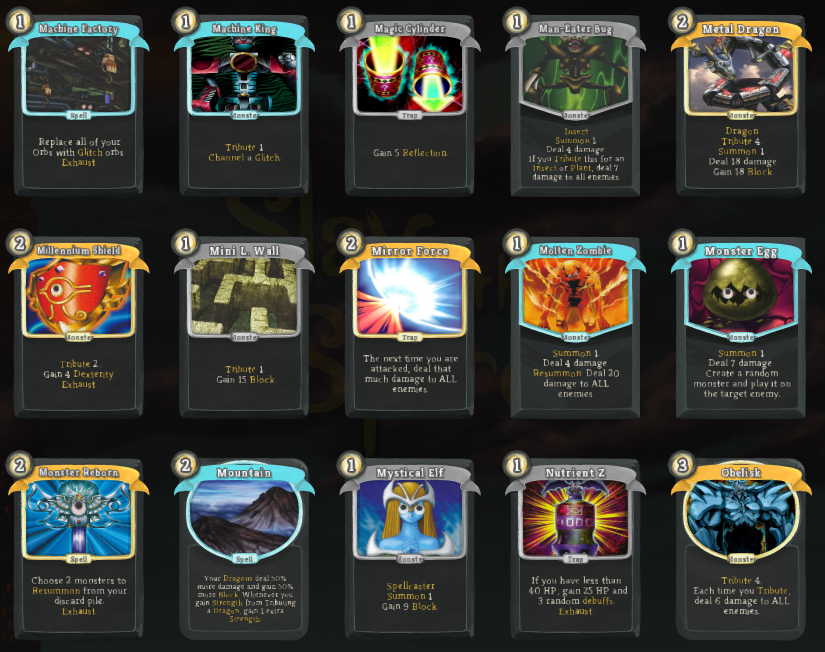 1
Machine Factory
Spell
Replace all of your
Orbs with Glitch orbs
Exhaust
1
Machine King
Monster
Tribute 1
Channel a Glitch
1
Magic Cylinder
Trap
Gain 5 Reflection
1
Man-Eater Bug
Monster
Insect
Summon 1
Deal 4 damage.
If you Tribute this for an
Insect or Plant, deal 7
damage to all enemies.
2
Metal Dragon
Monster
Dragon
Tribute 4
Summon 1
Deal 18 damage
Gain 18 Block
2
Millennium Shield
Monster
Tribute 2.
Gain 4 Dexterity
Exhaust
1
Mini L. Wall
Monster
Tribute 1
Gain 15 Block
2
Mirror Force
Trap
The next time you are
attacked, deal that
much damage to ALL
enemies.
1
Molten Zombie
Monster
Summon 1
Deal 4 damage
Resummon: Deal 20
damage to ALL
enemies.
1
Monster Egg
Monster
Summon 1
Deal 7 damage
Create a random
monster and play it on
the target enemy.
2
Monster Reborn
Spell
Choose 2 monsters to
Resummon from your
discard pile.
Exhaust
2
Mountain
Spell
Your Dragons deal 50%
more damage and gain 50%
more Block. Whenever you
gain Strength from Tributing
a Dragon, gain 1 extra
Strength
1
Mystical Elf
Monster
Spellcaster
Summon 1
Gain 9 Block
1
Nutrient Z
Trap
If you have less than
40 HP, gain 25 HP and
3 random debuffs.
Exhaust
3
Obelisk
Monster
Tribute 4.
Each time you Tribute,
deal 6 damage to ALL
enemies.